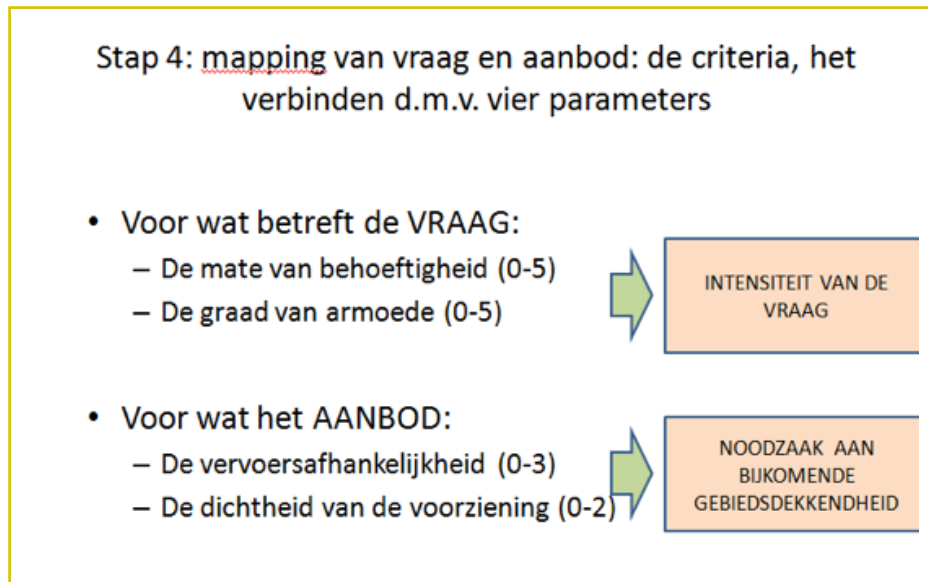 Stap 4: mapping van vraag en aanbod: de criteria, het
verbinden d.m.v. vier parameters
• Voor wat betreft de VRAAG:
– De mate van behoeftigheid (0-5)
– De graad van armoede (0-5)
INTENSITEIT VAN DE
VRAAG
• Voor wat het AANBOD:
– De vervoersafhankelijkheid (0-3)
– De dichtheid van de voorziening (0-2)
NOODZAAK AAN
BIJKOMENDE
GEBIEDSDEKKENDHEID